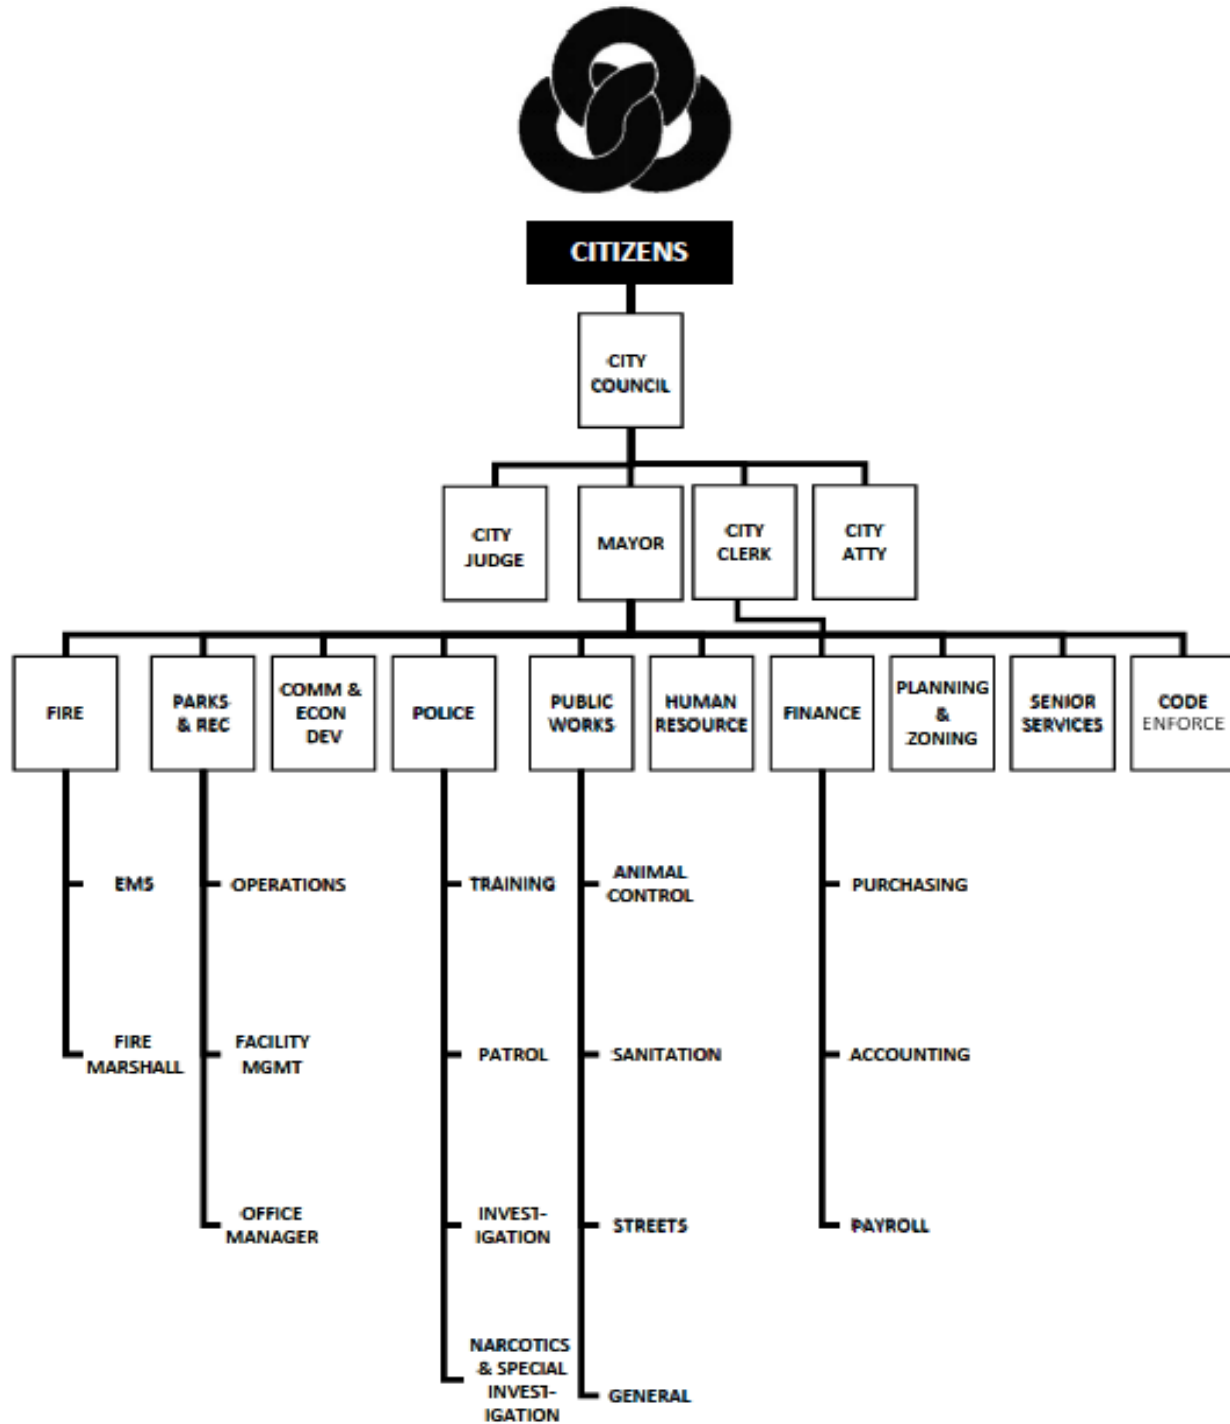 CITIZENS
CITY
COUNCIL
CITY
JUDGE
MAYOR
CITY
CLERK
CITY
ATTY
FIRE
PARKS
& REC
COMM &
ECON
DEV
POLICE
PUBLIC
WORKS
HUMAN
RESOURCE
FINANCE
PLANNING
&
ZONING
SENIOR
SERVICES
CODE
ENFORCE
EMS
OPERATIONS
TRAINING
ANIMAL
CONTROL
PURCHASING
FIRE
MARSHALL
FACILITY
MGMT
PATROL
SANITATION
ACCOUNTING
OFFICE
MANAGER
INVEST-
IGATION
STREETS
PAYROLL
NARCOTICS
& SPECIAL
INVEST-
IGATION
GENERAL